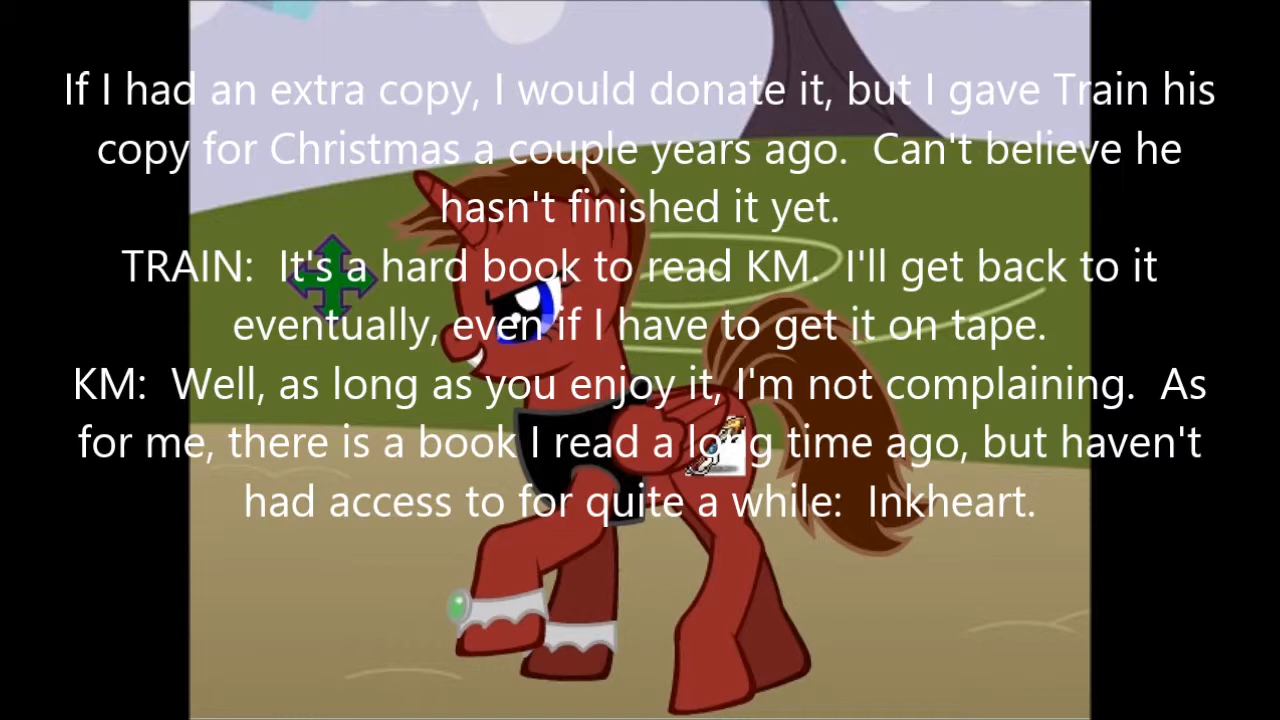 If I had an extra copy, I would donate it, but I gave Train his
copy for Christmas a couple years ago.  Can't believe he
hasn't finished it yet.
TRAIN:  It's a hard book to read KM.  I'll get back to it
eventually, even if I have to get it on tape.
KM:  Well, as long as you enjoy it, I'm not complaining.  As
for me, there is a book I read a long time ago, but haven't
had access to for quite a while:  Inkheart.